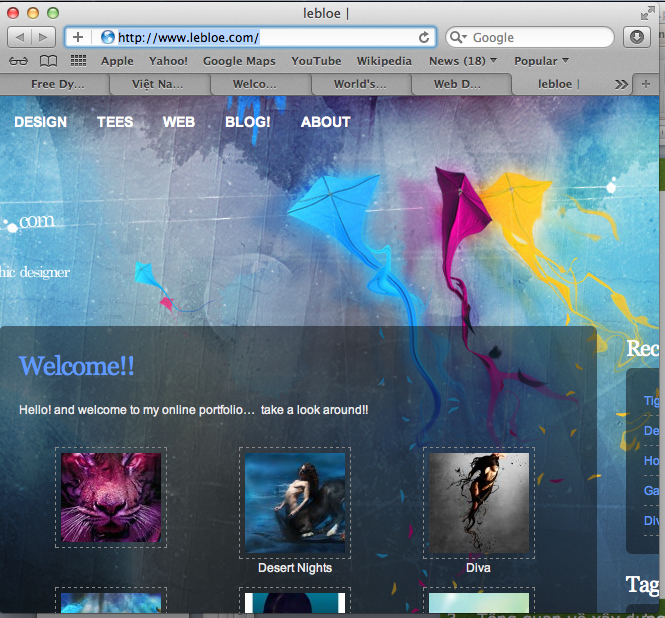 lebloe |
http://www.lebloe.com/
Google
Apple Yahoo! Google Maps YouTube Wikipedia News (18) Popular
Free Dy... Việt Na... Welco... World's... Web D... lebloe |
DESIGN TEES WEB BLOG! ABOUT
.com
hic designer
Welcome!!
Hello! and welcome to my online portfolio… take a look around!!
Desert Nights
Diva
Rec
Tig
De
Ho
Ga
Div
Tag